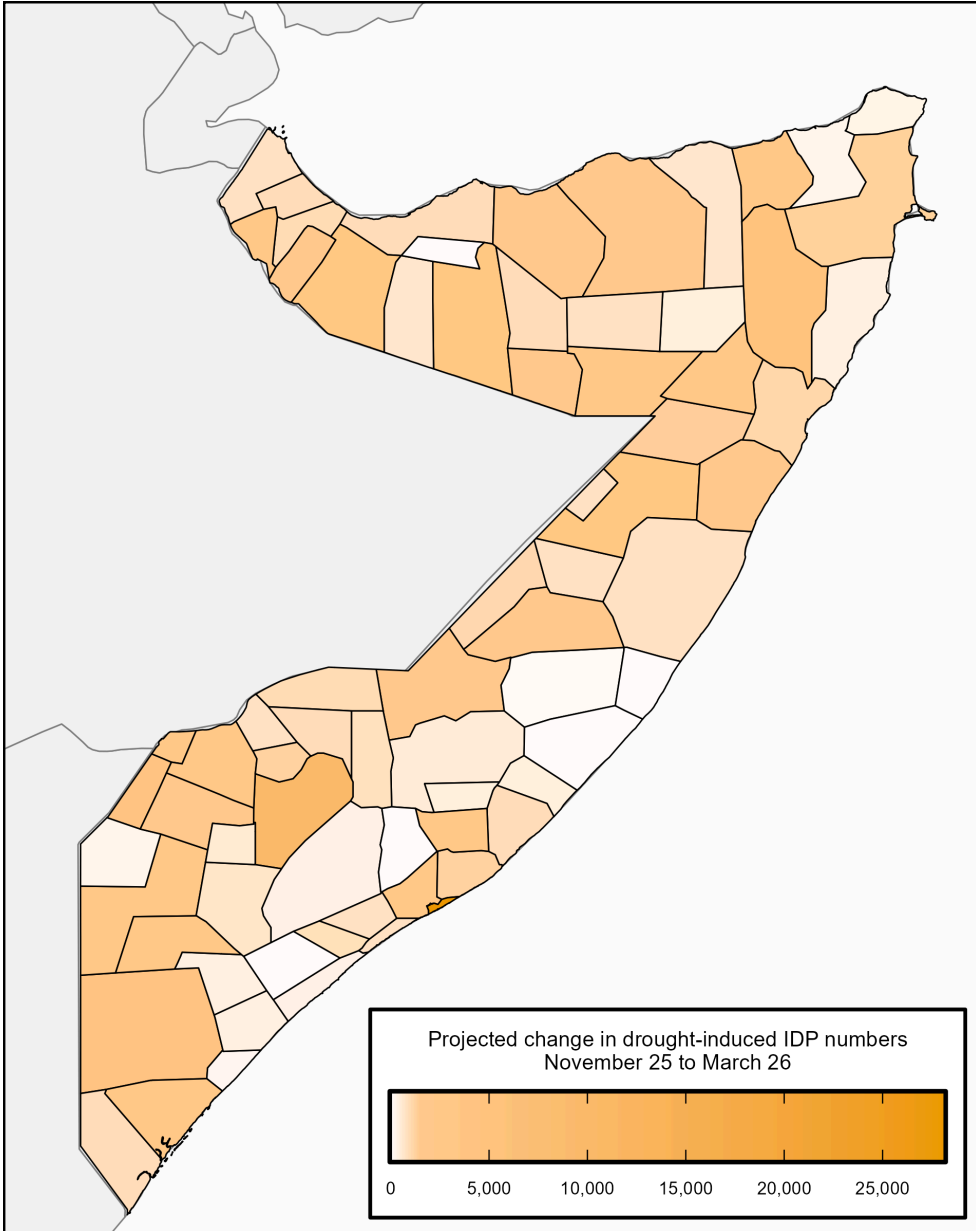 Projected change in drought-induced IDP numbers
November 25 to March 26
0 5,000 10,000 15,000 20,000 25,000